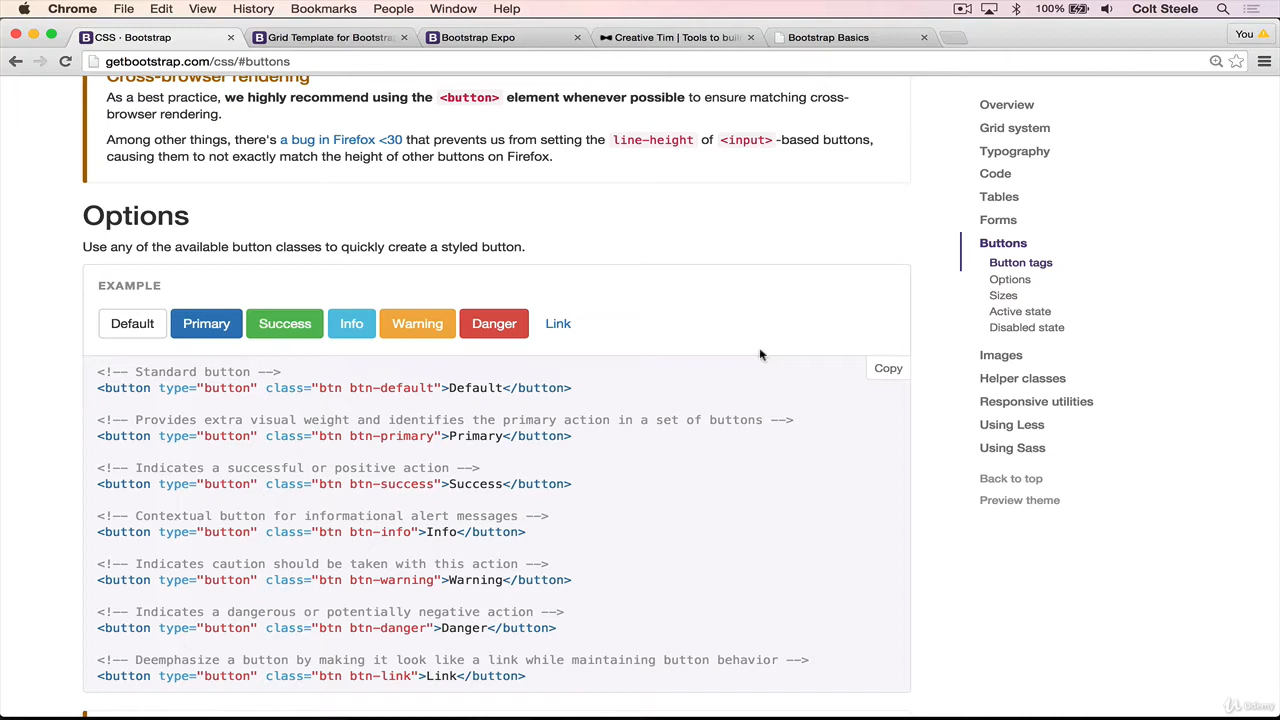 Chrome File Edit View History Bookmarks People Window Help 100% Colt Steele
CSS · Bootstrap
Grid Template for Bootstra
Bootstrap Expo
Creative Tim | Tools to buil
Bootstrap Basics
You
getbootstrap.com/css/#buttons
Cross-browser rendering
As a best practice, we highly recommend using the <button> element whenever possible to ensure matching cross-
browser rendering.
Among other things, there's a bug in Firefox <30 that prevents us from setting the line-height of <input>-based buttons,
causing them to not exactly match the height of other buttons on Firefox.
Options
Use any of the available button classes to quickly create a styled button.
EXAMPLE
Default Primary Success Info Warning Danger Link
Copy
<!-- Standard button -->
<button type="button" class="btn btn-default">Default</button>
<!-- Provides extra visual weight and identifies the primary action in a set of buttons -->
<button type="button" class="btn btn-primary">Primary</button>
<!-- Indicates a successful or positive action -->
<button type="button" class="btn btn-success">Success</button>
<!-- Contextual button for informational alert messages -->
<button type="button" class="btn btn-info">Info</button>
<!-- Indicates caution should be taken with this action -->
<button type="button" class="btn btn-warning">Warning</button>
<!-- Indicates a dangerous or potentially negative action -->
<button type="button" class="btn btn-danger">Danger</button>
<!-- Deemphasize a button by making it look like a link while maintaining button behavior -->
<button type="button" class="btn btn-link">Link</button>
Overview
Grid system
Typography
Code
Tables
Forms
Buttons
Button tags
Options
Sizes
Active state
Disabled state
Images
Helper classes
Responsive utilities
Using Less
Using Sass
Back to top
Preview theme
Udemy